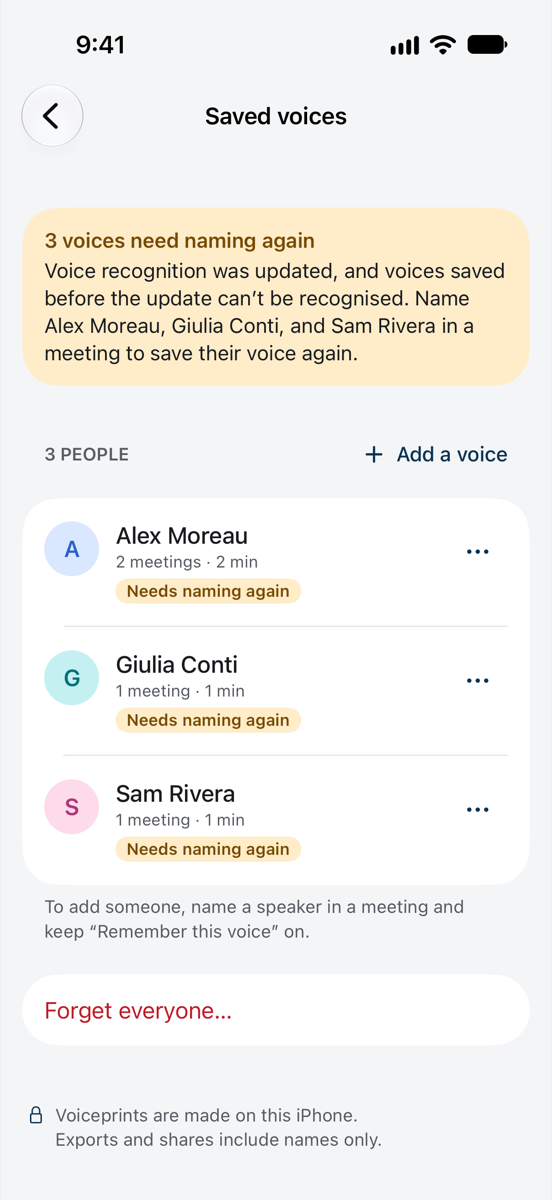 9:41
Saved voices
3 voices need naming again
Voice recognition was updated, and voices saved
before the update can’t be recognised. Name
Alex Moreau, Giulia Conti, and Sam Rivera in a
meeting to save their voice again.
3 PEOPLE
+ Add a voice
A
Alex Moreau
2 meetings · 2 min
Needs naming again
G
Giulia Conti
1 meeting · 1 min
Needs naming again
S
Sam Rivera
1 meeting · 1 min
Needs naming again
To add someone, name a speaker in a meeting and
keep “Remember this voice” on.
Forget everyone...
Voiceprints are made on this iPhone.
Exports and shares include names only.